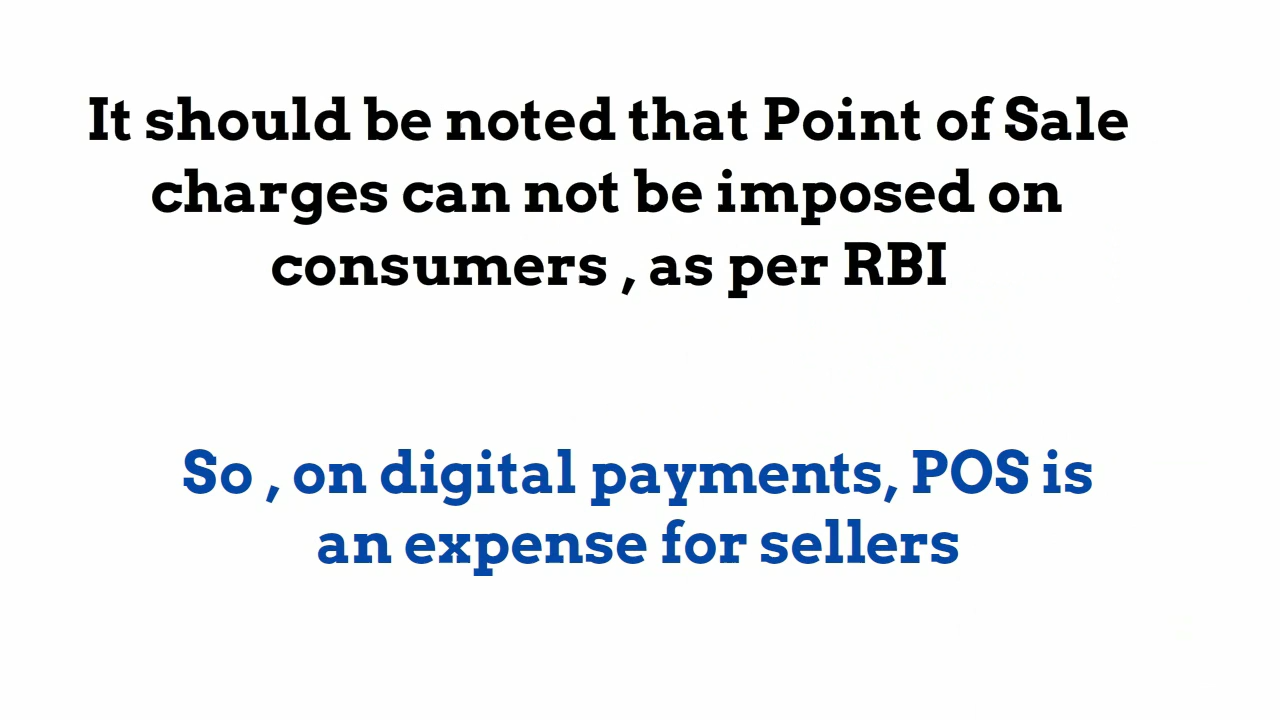 It should be noted that Point of Sale
charges can not be imposed on
consumers , as per RBI
So , on digital payments, POS is
an expense for sellers